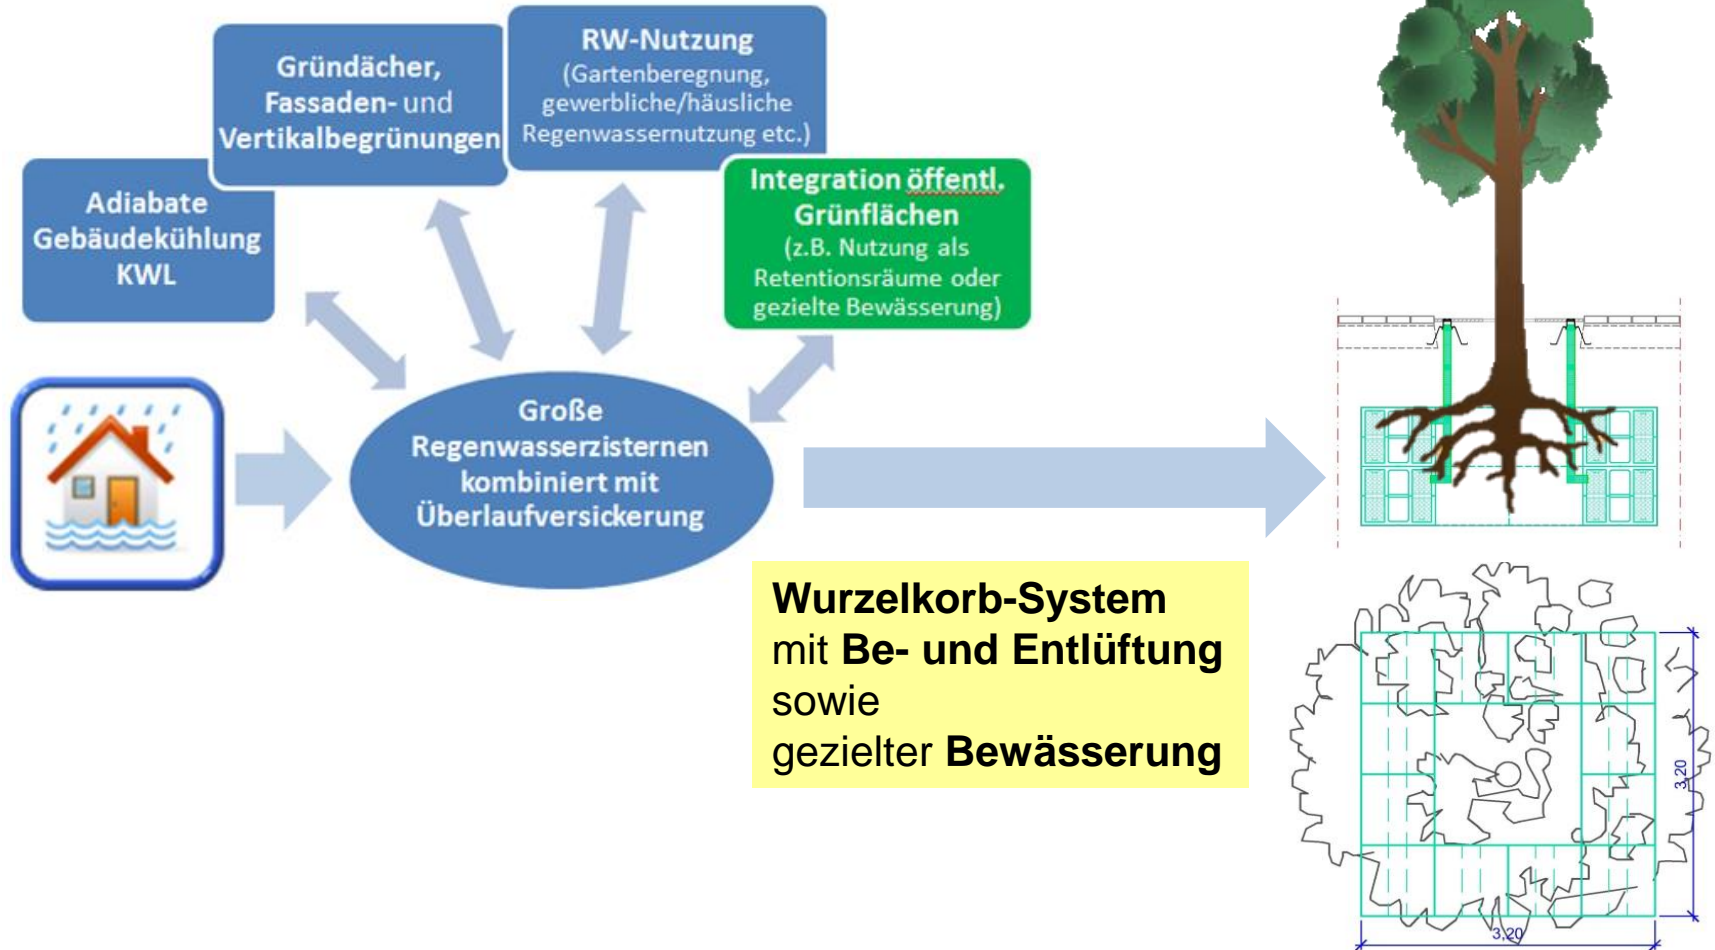 Adiabate
Gebäudekühlung
KWL
Gründächer,
Fassaden- und
Vertikalbegrünungen
RW-Nutzung
(Gartenberegnung,
gewerbliche/häusliche
Regenwassernutzung etc.)
Integration öffentl.
Grünflächen
(z.B. Nutzung als
Retentionsräume oder
gezielte Bewässerung)
Große
Regenwasserzisternen
kombiniert mit
Überlaufversickerung
Wurzelkorb-System
mit Be- und Entlüftung
sowie
gezielter Bewässerung
3,20
3,20